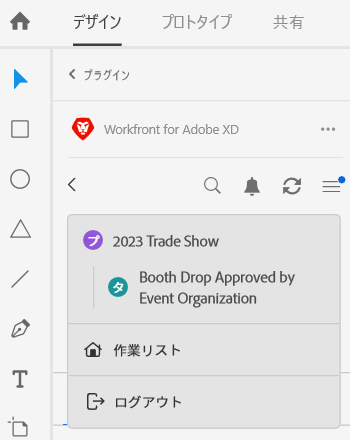 デザイン プロトタイプ 共有
プラグイン
Workfront for Adobe XD
プ 2023 Trade Show
タ Booth Drop Approved by
Event Organization
作業リスト
ログアウト